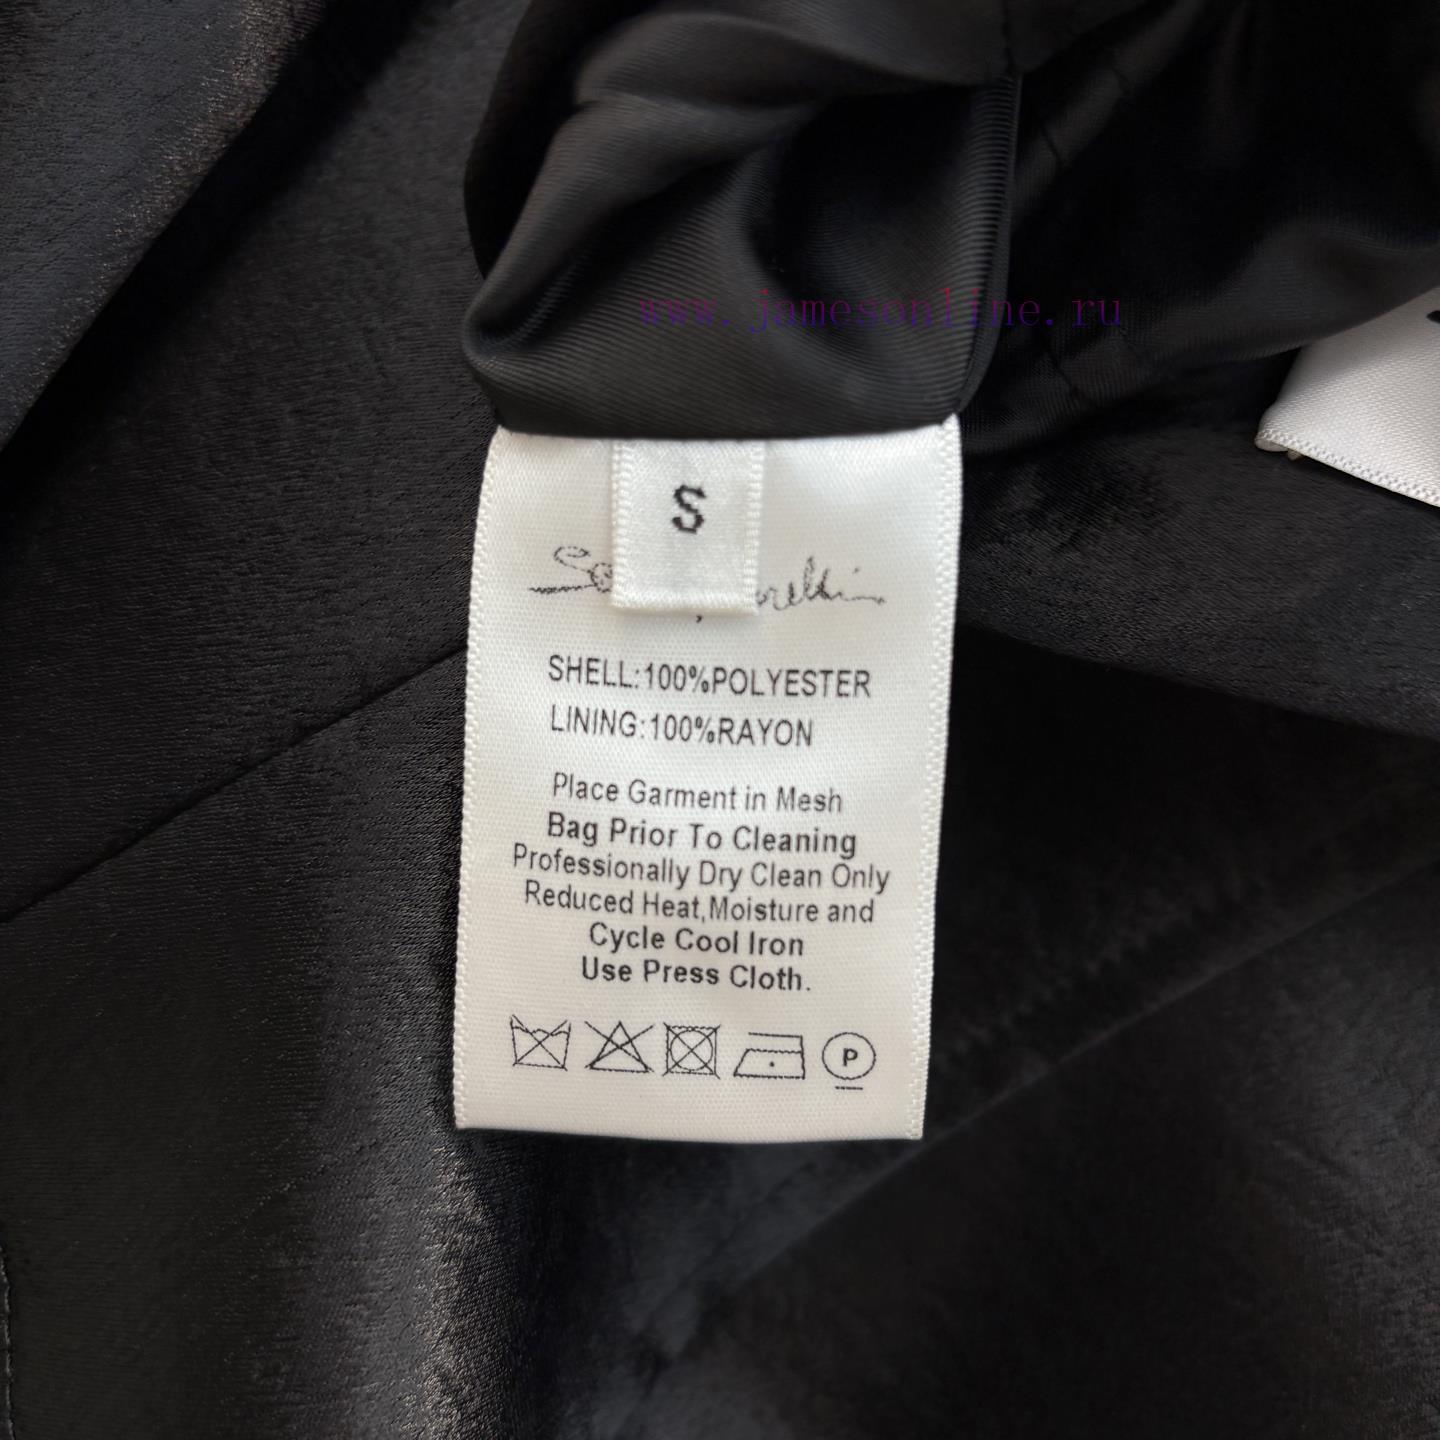 www.jamesonline.ru
S
SHELL:100%POLYESTER
LINING:100%RAYON
Place Garment in Mesh
Bag Prior To Cleaning
Professionally Dry Clean Only
Reduced Heat,Moisture and
Cycle Cool Iron
Use Press Cloth.
P